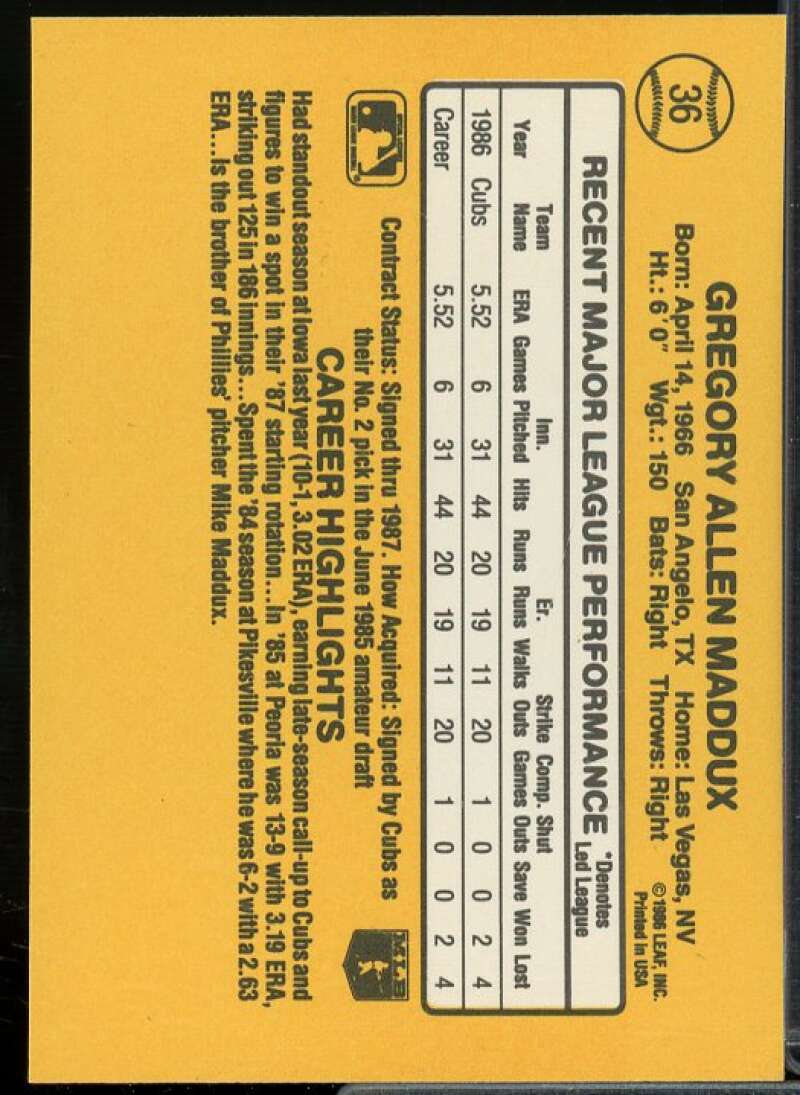 36
GREGORY ALLEN MADDUX
Born: April 14, 1966 San Angelo, TX Home: Las Vegas, NV
Ht.: 6'0" Wgt.: 150 Bats: Right Throws: Right
©1986 LEAF, INC.
Printed in USA
RECENT MAJOR LEAGUE PERFORMANCE
*Denotes
Led League
Team Inn. Er. Strike Comp. Shut
Year Name ERA Games Pitched Hits Runs Runs Walks Outs Games Outs Save Won Lost
1986 Cubs 5.52 6 31 44 20 19 11 20 1 0 0 2 4
Career 5.52 6 31 44 20 19 11 20 1 0 0 2 4
Contract Status: Signed thru 1987. How Acquired: Signed by Cubs as
their No. 2 pick in the June 1985 amateur draft
MLB
CAREER HIGHLIGHTS
Had standout season at Iowa last year (10-1, 3.02 ERA), earning late-season call-up to Cubs and
figures to win a spot in their '87 starting rotation...In '85 at Peoria was 13-9 with 3.19 ERA,
striking out 125 in 186 innings...Spent the '84 season at Pikesville where he was 6-2 with a 2.63
ERA...Is the brother of Phillies' pitcher Mike Maddux.